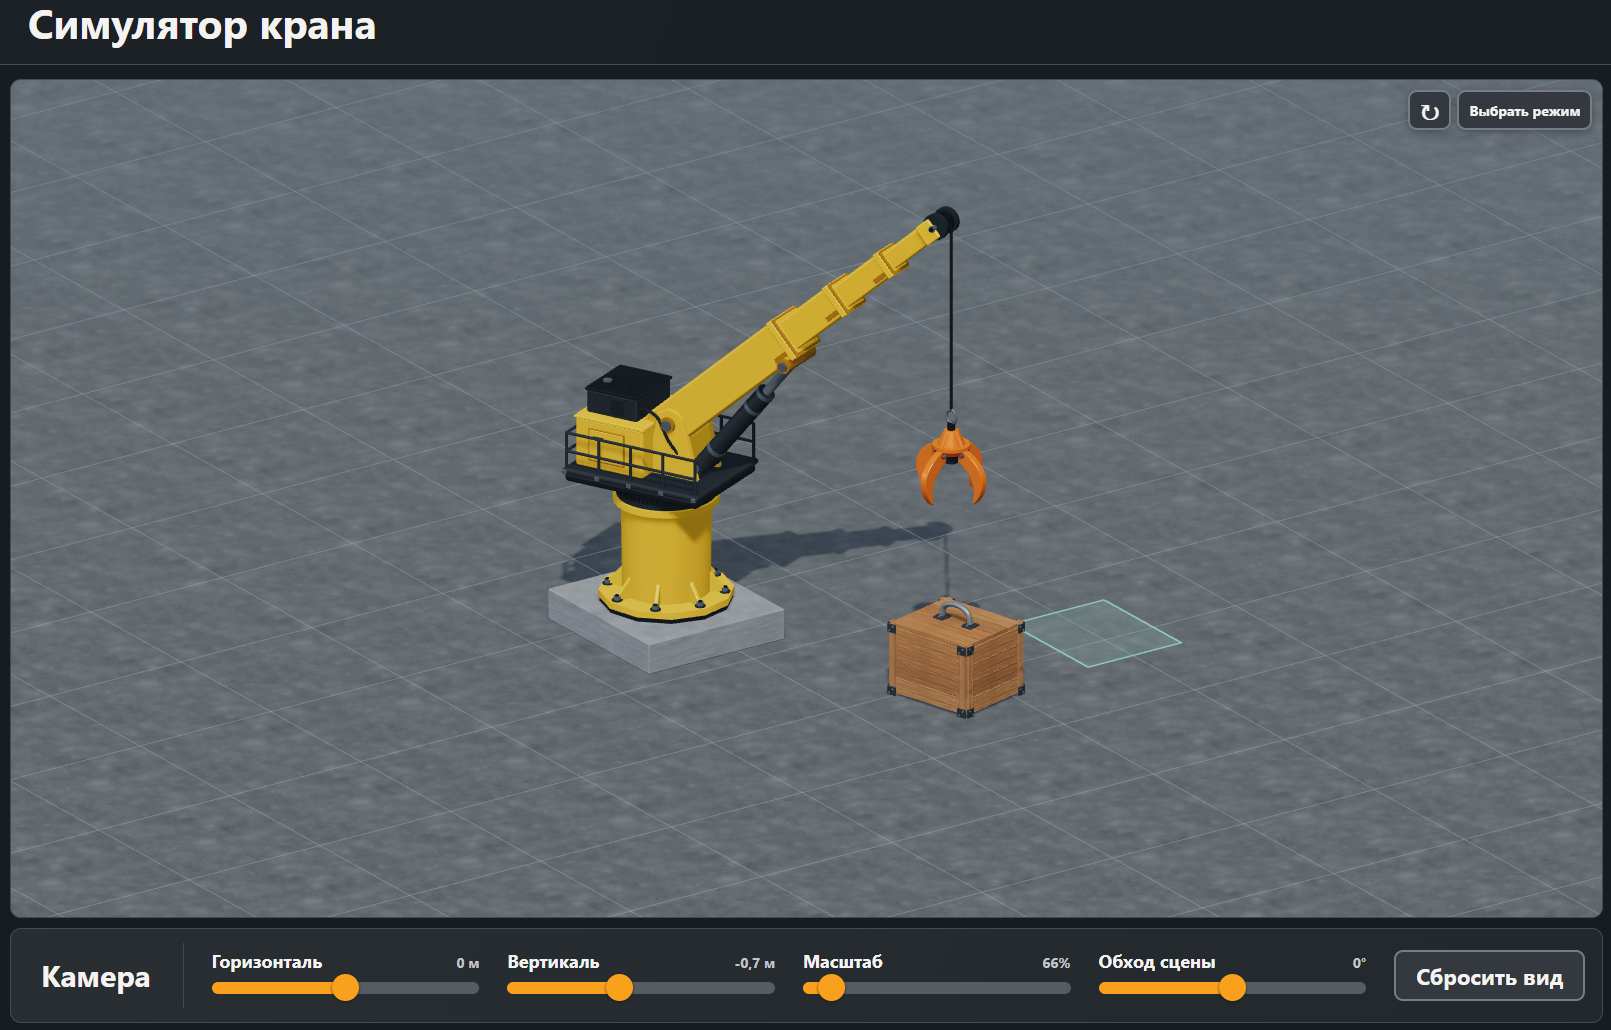 Симулятор крана
↻ Выбрать режим
Камера
Горизонталь 0 м
Вертикаль -0,7 м
Масштаб 66%
Обход сцены 0°
Сбросить вид